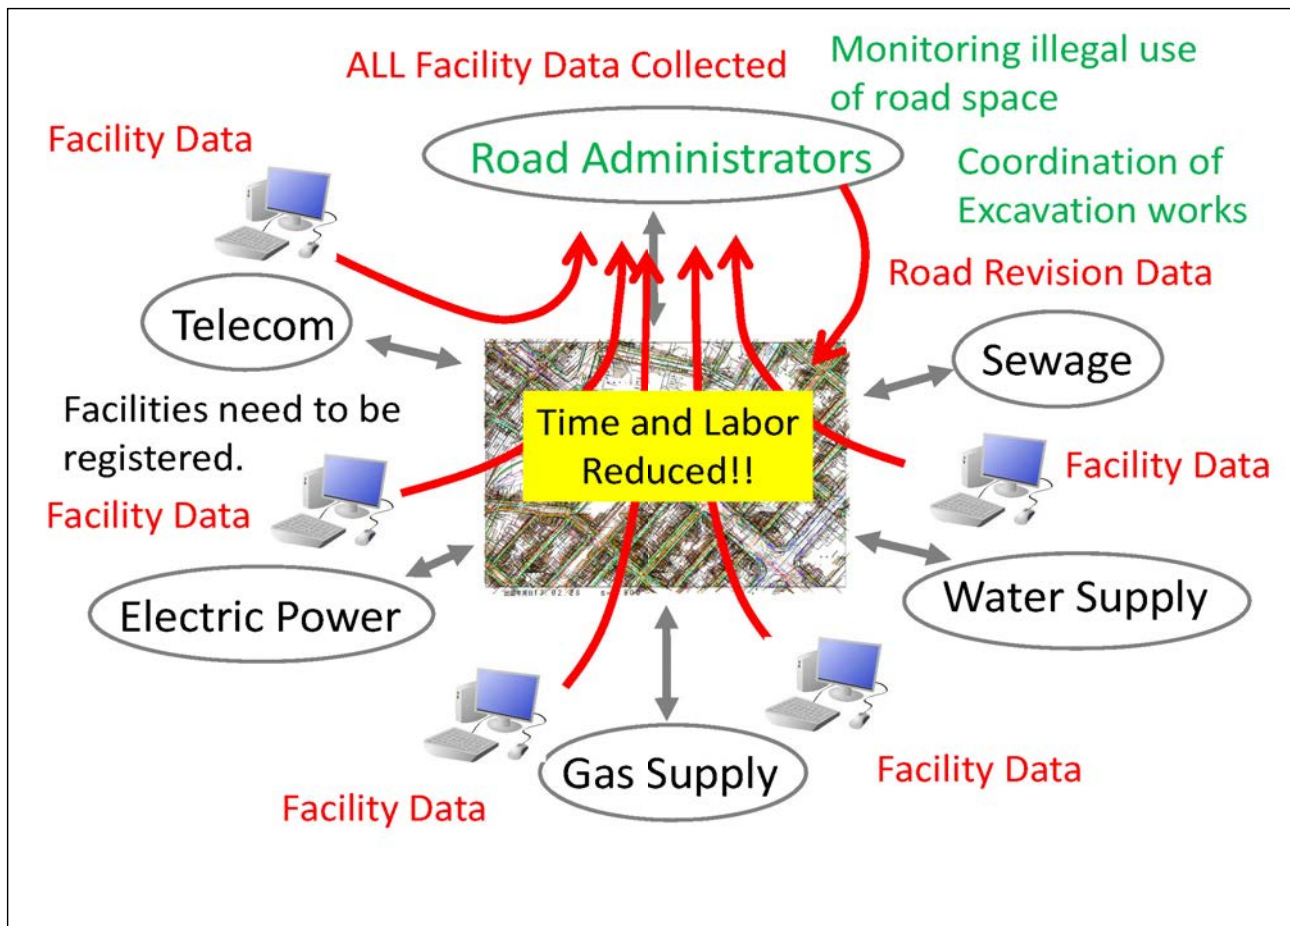 ALL Facility Data Collected
Monitoring illegal use
of road space
Facility Data
Road Administrators
Coordination of
Excavation works
Road Revision Data
Telecom
Sewage
Facilities need to be
registered.
Time and Labor
Reduced!!
Facility Data
Facility Data
Electric Power
Water Supply
Gas Supply
Facility Data
Facility Data